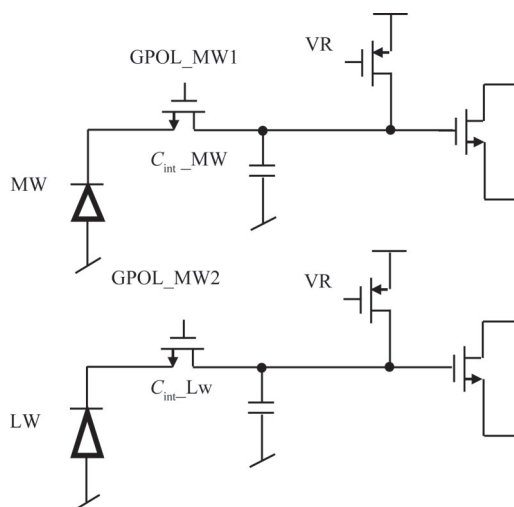 VR
GPOL_MW1
C_int_MW
MW
GPOL_MW2
VR
C_int_Lw
LW